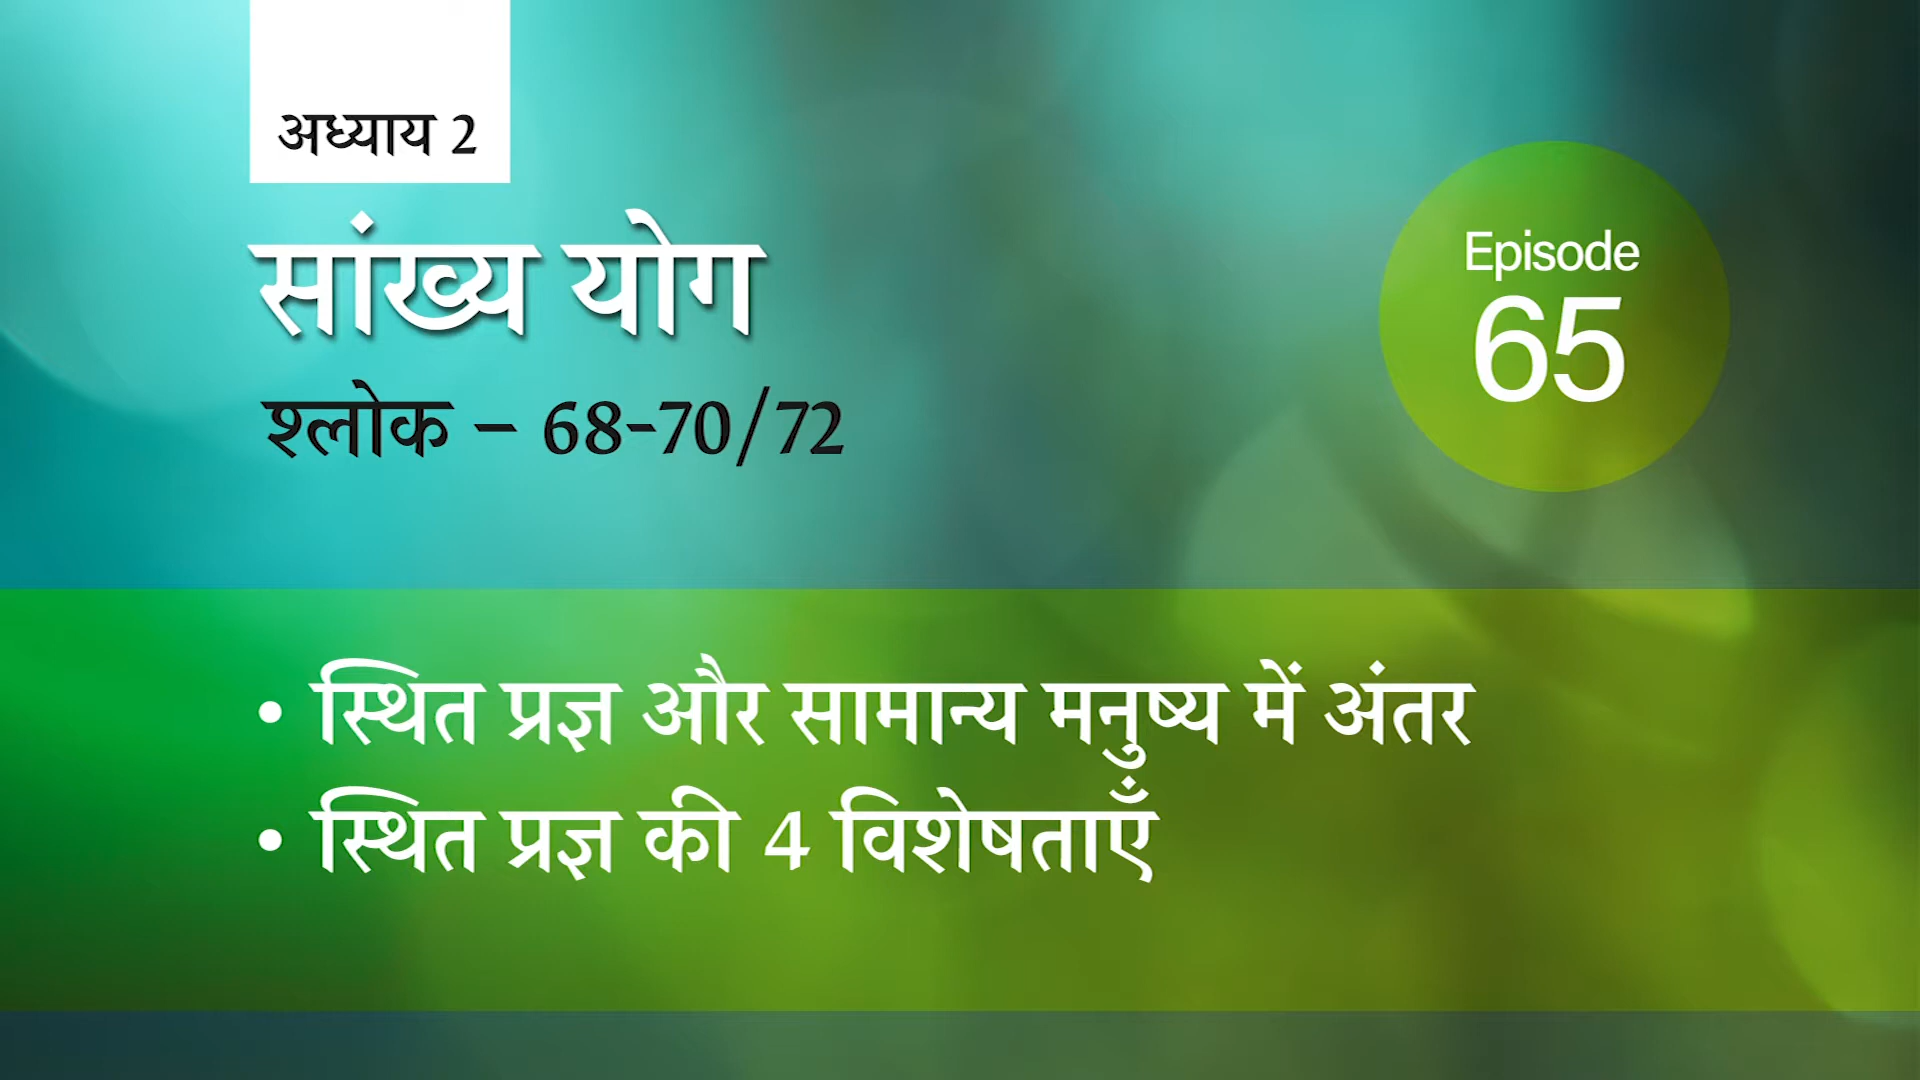 अध्याय 2
सांख्य योग
श्लोक – 68-70/72
Episode
65
• स्थित प्रज्ञ और सामान्य मनुष्य में अंतर
• स्थित प्रज्ञ की 4 विशेषताएँ